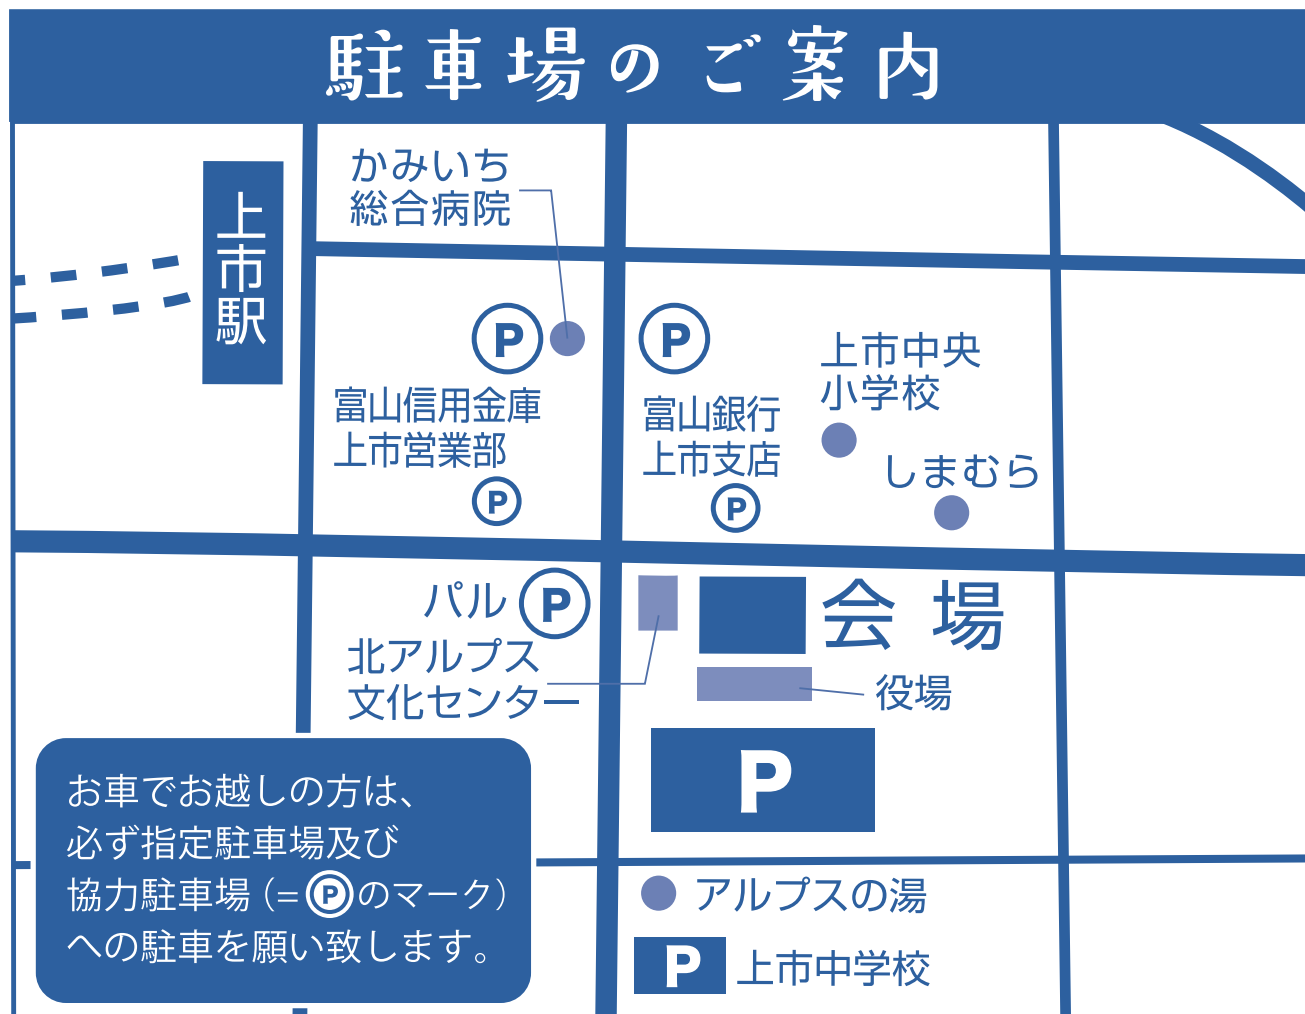 駐車場のご案内
かみいち
総合病院
上市駅
P
P
上市中央
小学校
富山信用金庫
上市営業部
P
富山銀行
上市支店
P
しまむら
パル P
会場
北アルプス
文化センター
役場
P
お車でお越しの方は、
必ず指定駐車場及び
協力駐車場(=Pのマーク)
への駐車を願い致します。
アルプスの湯
P 上市中学校